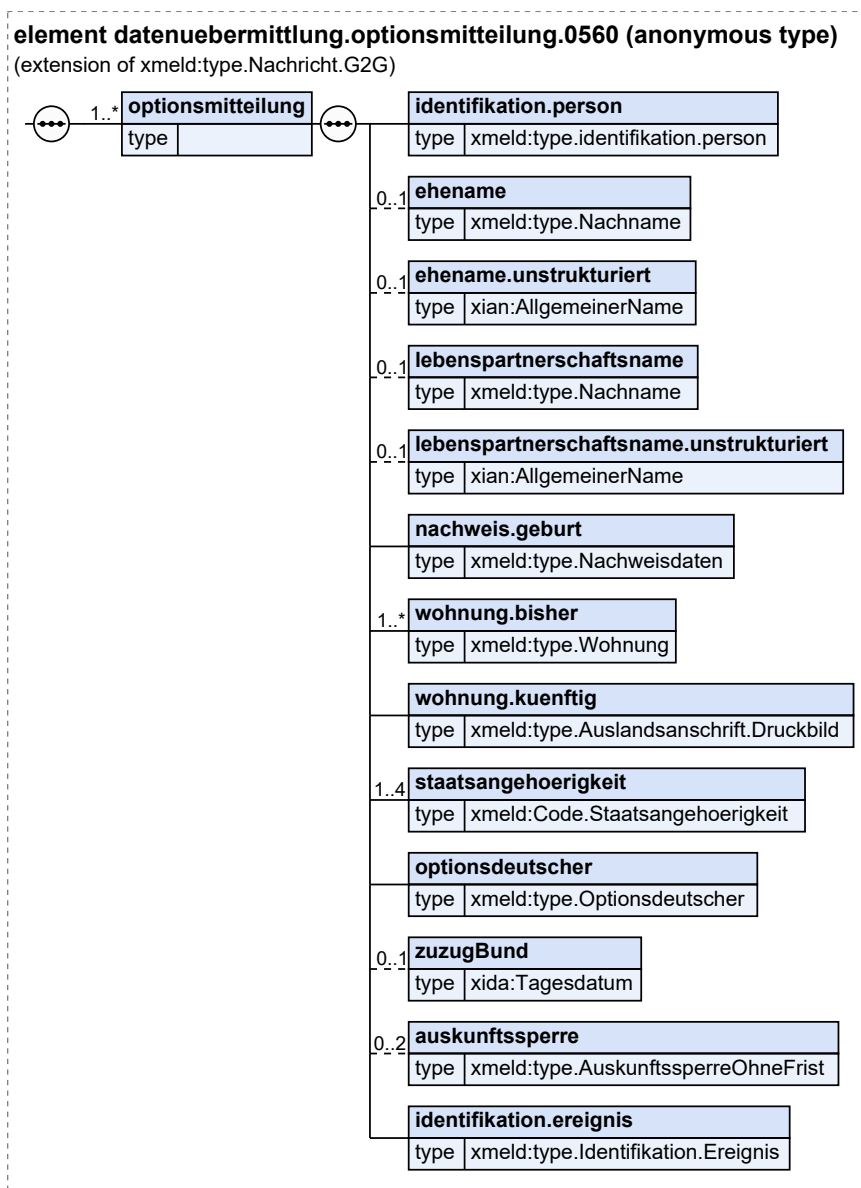 element datenuebermittlung.optionsmitteilung.0560 (anonymous type)
(extension of xmeld:type.Nachricht.G2G)
1..* optionsmitteilung
type
identifikation.person
type xmeld:type.identifikation.person
0..1 ehename
type xmeld:type.Nachname
0..1 ehename.unstrukturiert
type xian:AllgemeinerName
0..1 lebenspartnerschaftsname
type xmeld:type.Nachname
0..1 lebenspartnerschaftsname.unstrukturiert
type xian:AllgemeinerName
nachweis.geburt
type xmeld:type.Nachweisdaten
1..* wohnung.bisher
type xmeld:type.Wohnung
wohnung.kuenftig
type xmeld:type.Auslandsanschrift.Druckbild
1..4 staatsangehoerigkeit
type xmeld:Code.Staatsangehoerigkeit
optionsdeutscher
type xmeld:type.Optionsdeutscher
0..1 zuzugBund
type xida:Tagesdatum
0..2 auskunftssperre
type xmeld:type.AuskunftssperreOhneFrist
identifikation.ereignis
type xmeld:type.Identifikation.Ereignis